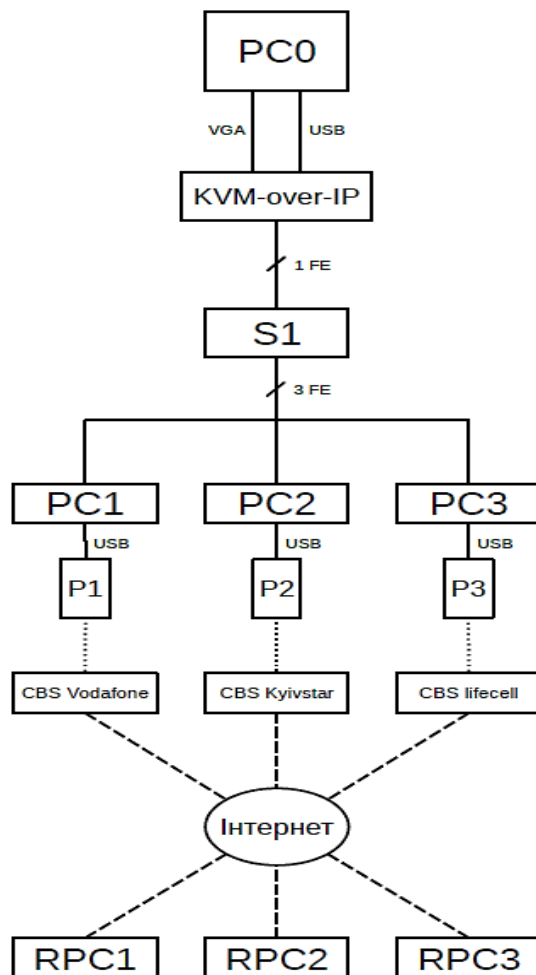 PC0
VGA
USB
KVM-over-IP
1 FE
S1
3 FE
PC1
PC2
PC3
USB
USB
USB
P1
P2
P3
CBS Vodafone
CBS Kyivstar
CBS lifecell
Інтернет
RPC1
RPC2
RPC3